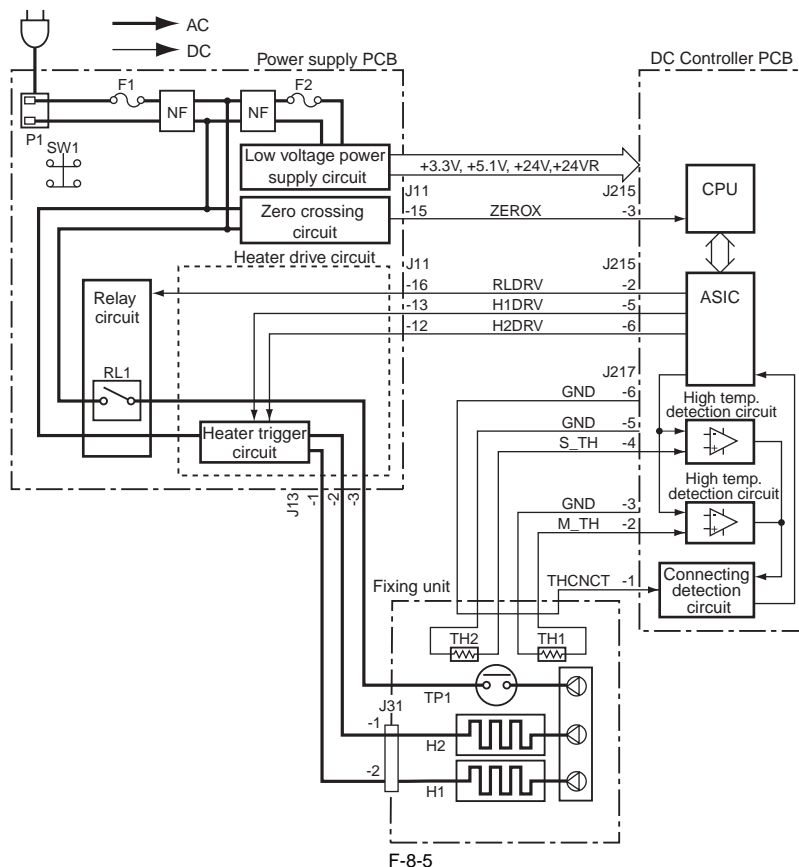 AC
DC
Power supply PCB
DC Controller PCB
F1
F2
NF
NF
P1
SW1
Low voltage power
supply circuit
+3.3V, +5.1V, +24V,+24VR
CPU
J11
J215
Zero crossing
circuit
-15
ZEROX
-3
Heater drive circuit
J11
J215
Relay
circuit
-16
RLDRV
-2
ASIC
-13
H1DRV
-5
-12
H2DRV
-6
RL1
J217
GND
-6
High temp.
detection circuit
Heater trigger
circuit
GND
-5
S_TH
-4
High temp.
detection circuit
J13
-1
-2
-3
GND
-3
M_TH
-2
Fixing unit
THCNCT
-1
Connecting
detection
circuit
TH2
TH1
TP1
J31
-1
H2
-2
H1
F-8-5